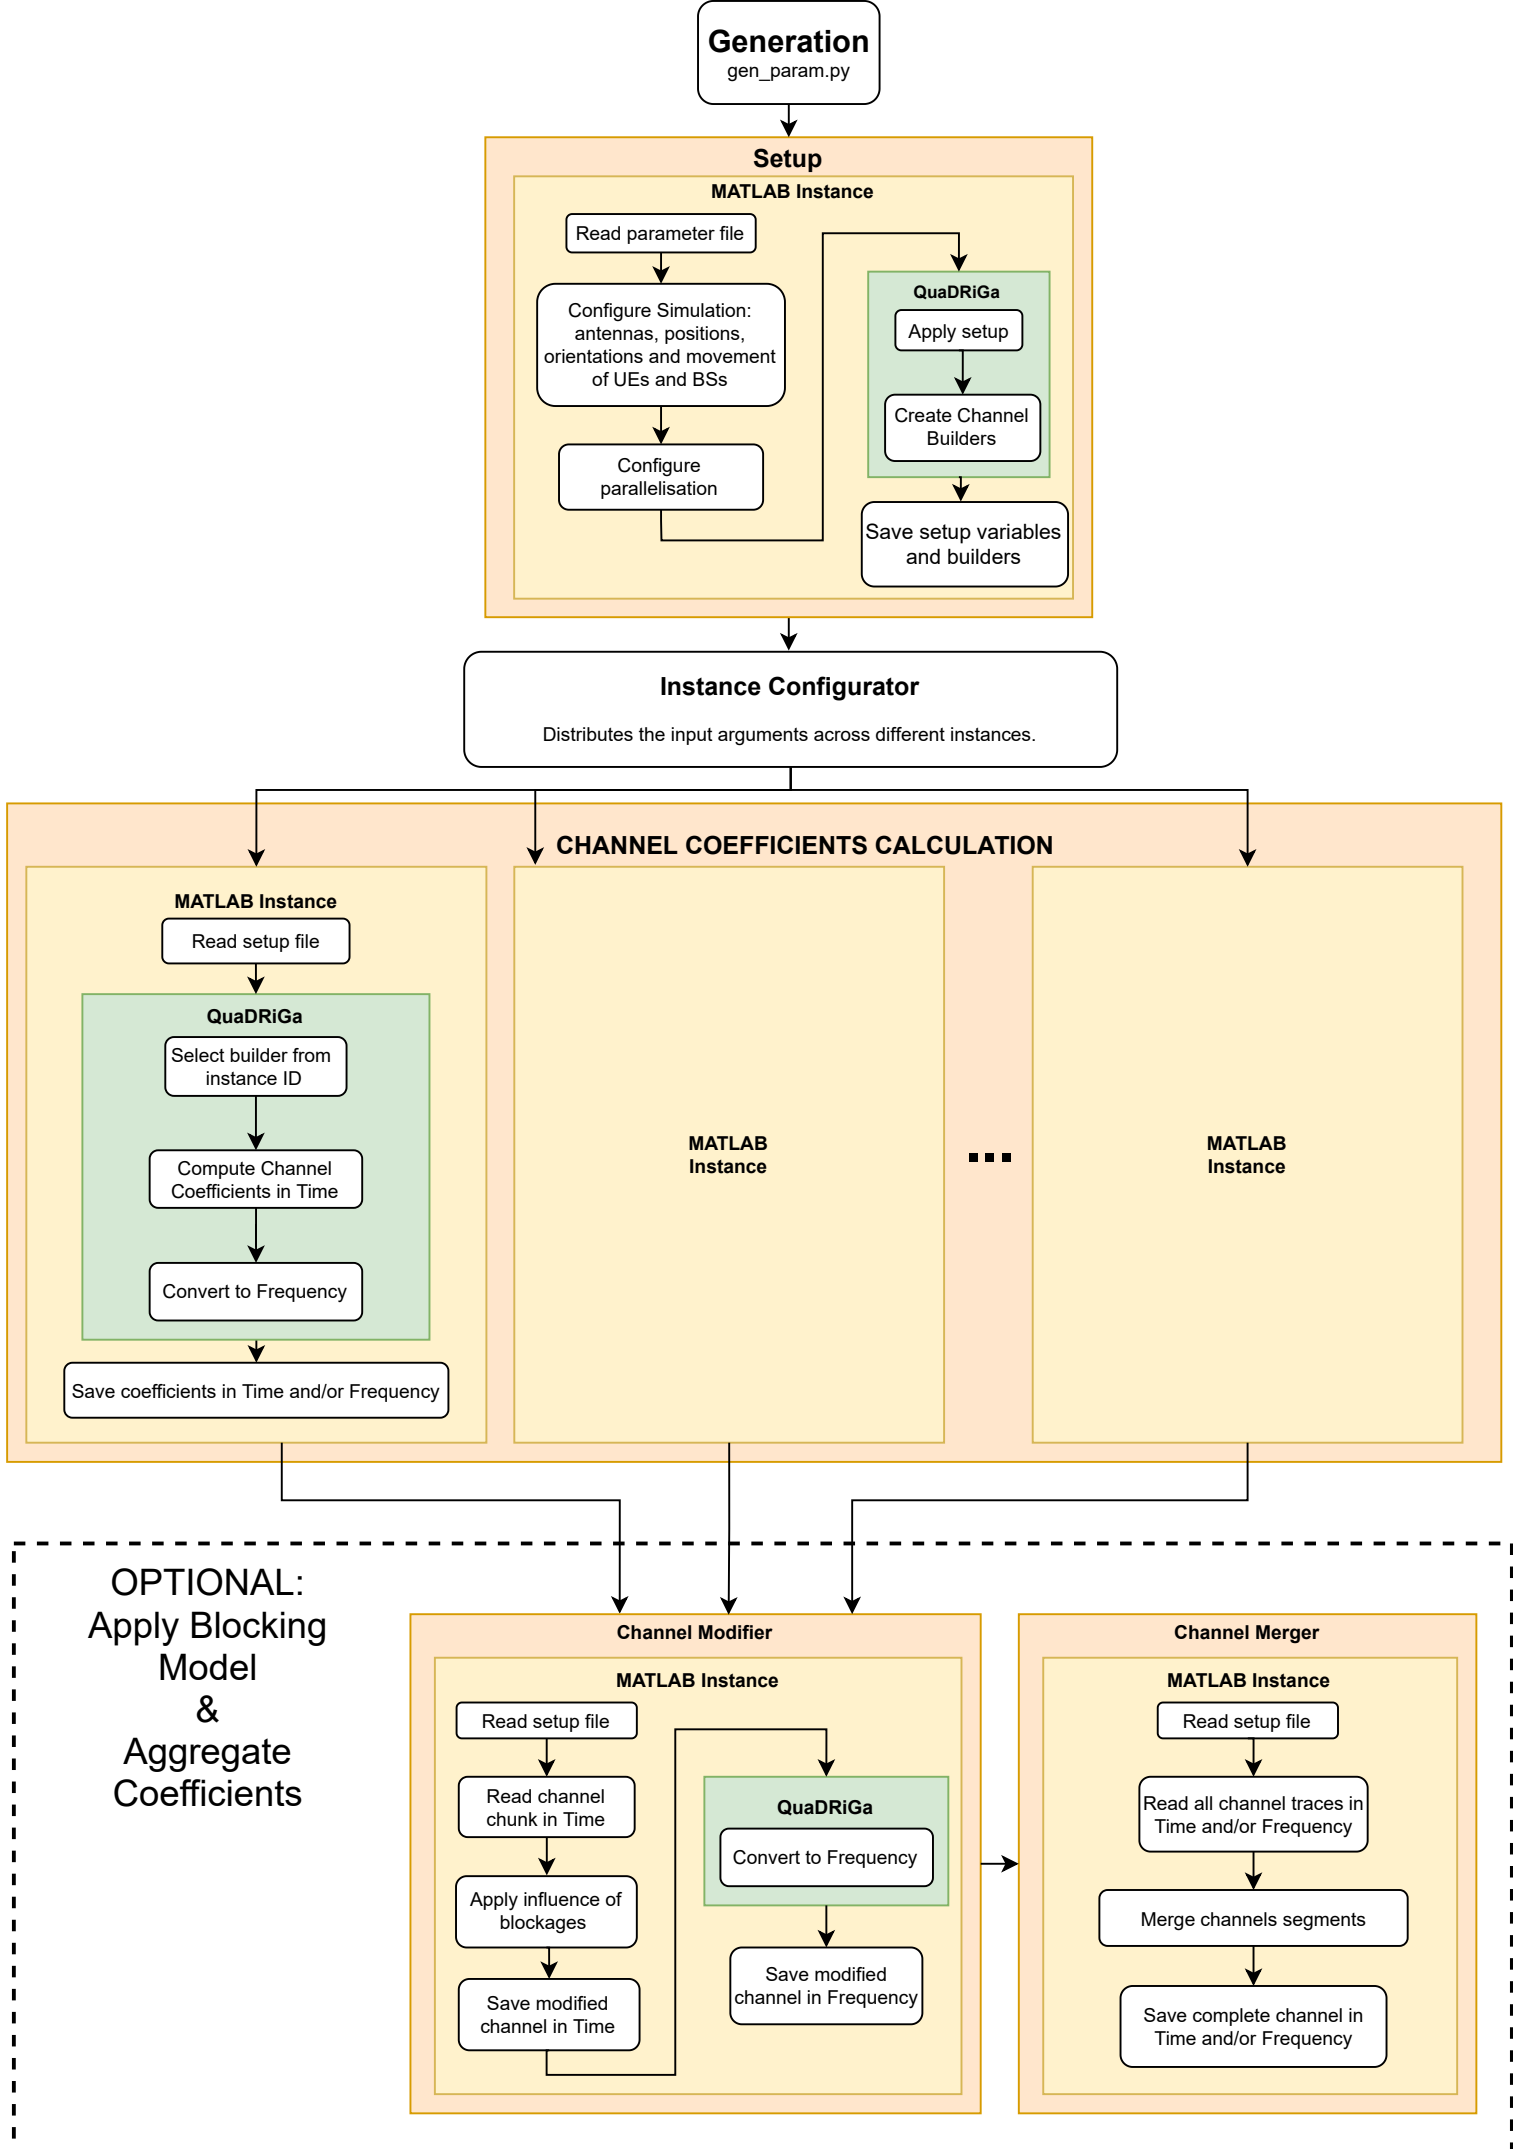 Generation
gen_param.py
Setup
MATLAB Instance
Read parameter file
Configure Simulation:
antennas, positions,
orientations and movement
of UEs and BSs
Configure
parallelisation
QuaDRiGa
Apply setup
Create Channel
Builders
Save setup variables
and builders
Instance Configurator
Distributes the input arguments across different instances.
CHANNEL COEFFICIENTS CALCULATION
MATLAB Instance
Read setup file
QuaDRiGa
Select builder from
instance ID
Compute Channel
Coefficients in Time
Convert to Frequency
Save coefficients in Time and/or Frequency
MATLAB
Instance
...
MATLAB
Instance
OPTIONAL:
Apply Blocking
Model
&
Aggregate
Coefficients
Channel Modifier
MATLAB Instance
Read setup file
Read channel
chunk in Time
Apply influence of
blockages
Save modified
channel in Time
QuaDRiGa
Convert to Frequency
Save modified
channel in Frequency
Channel Merger
MATLAB Instance
Read setup file
Read all channel traces in
Time and/or Frequency
Merge channels segments
Save complete channel in
Time and/or Frequency